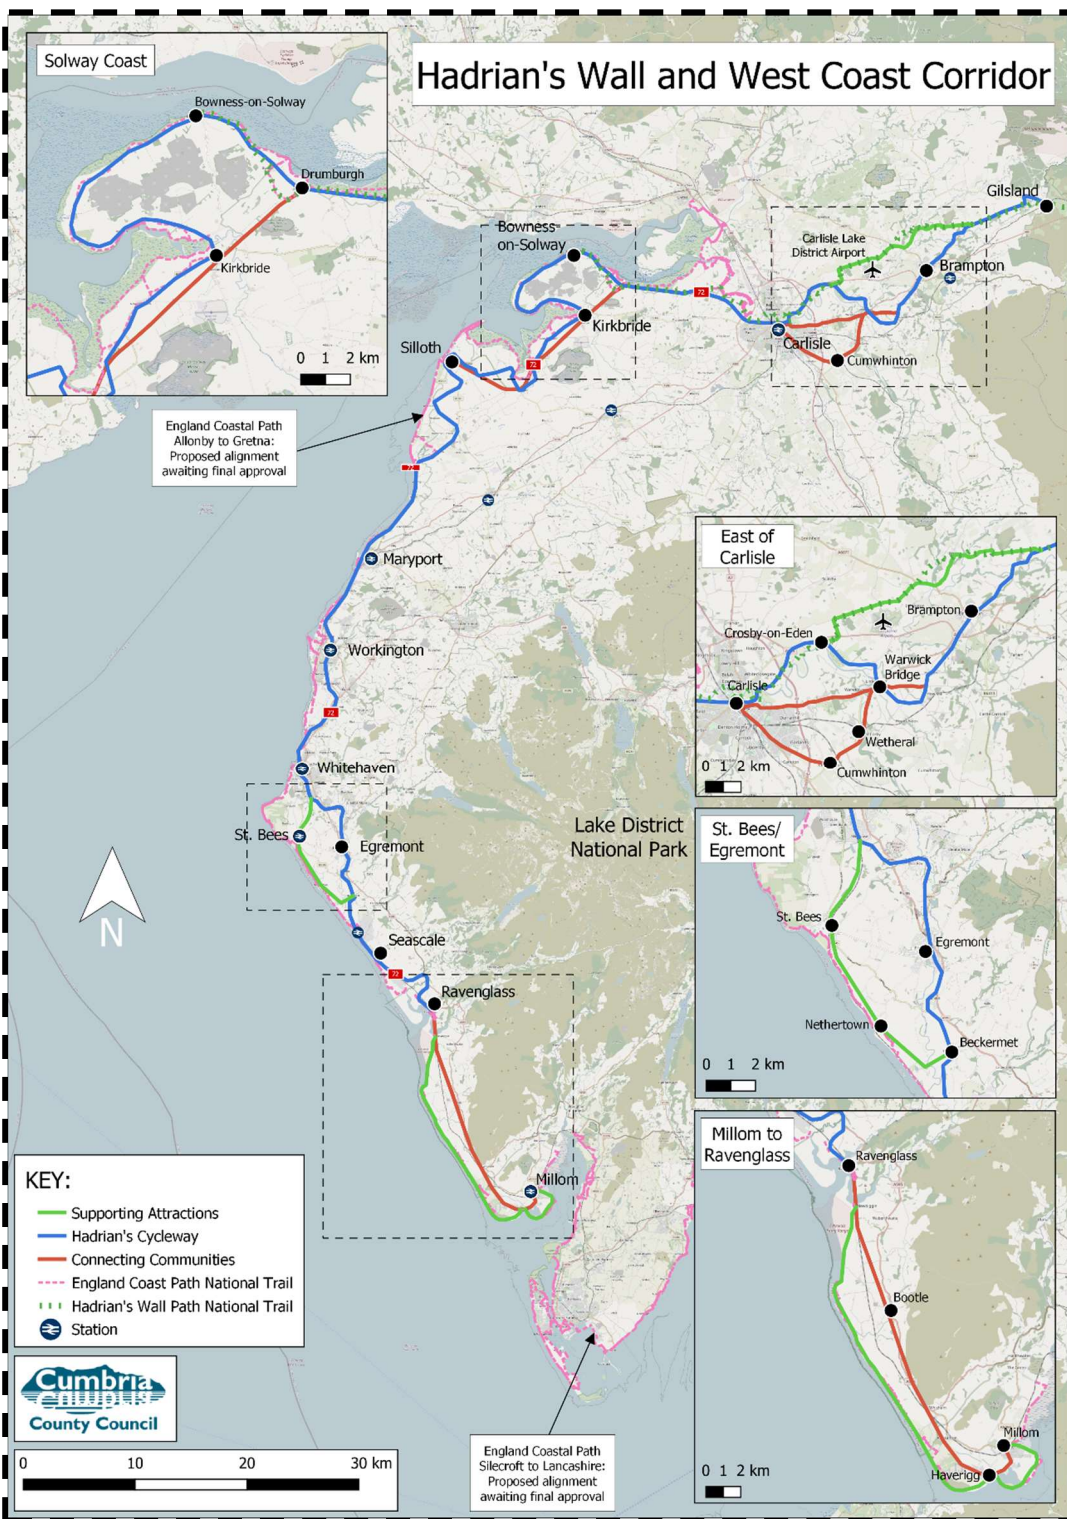 Hadrian's Wall and West Coast Corridor
Solway Coast
Bowness-on-Solway
Drumburgh
Kirkbride
0 1 2 km
Gilsland
Bowness-
on-Solway
Carlisle Lake
District Airport
Brampton
72
Kirkbride
Carlisle
Cumwhinton
Silloth
72
England Coastal Path
Allonby to Gretna:
Proposed alignment
awaiting final approval
72
Maryport
Workington
72
Whitehaven
St. Bees
Egremont
Lake District
National Park
Seascale
72
Ravenglass
Millom
N
East of
Carlisle
Brampton
Crosby-on-Eden
Warwick
Bridge
Carlisle
Wetheral
Cumwhinton
0 1 2 km
St. Bees/
Egremont
St. Bees
Egremont
Nethertown
Beckermet
0 1 2 km
Millom to
Ravenglass
Ravenglass
Bootle
Millom
Haverigg
0 1 2 km
KEY:
Supporting Attractions
Hadrian's Cycleway
Connecting Communities
England Coast Path National Trail
Hadrian's Wall Path National Trail
Station
Cumbria
County Council
0 10 20 30 km
England Coastal Path
Silecroft to Lancashire:
Proposed alignment
awaiting final approval